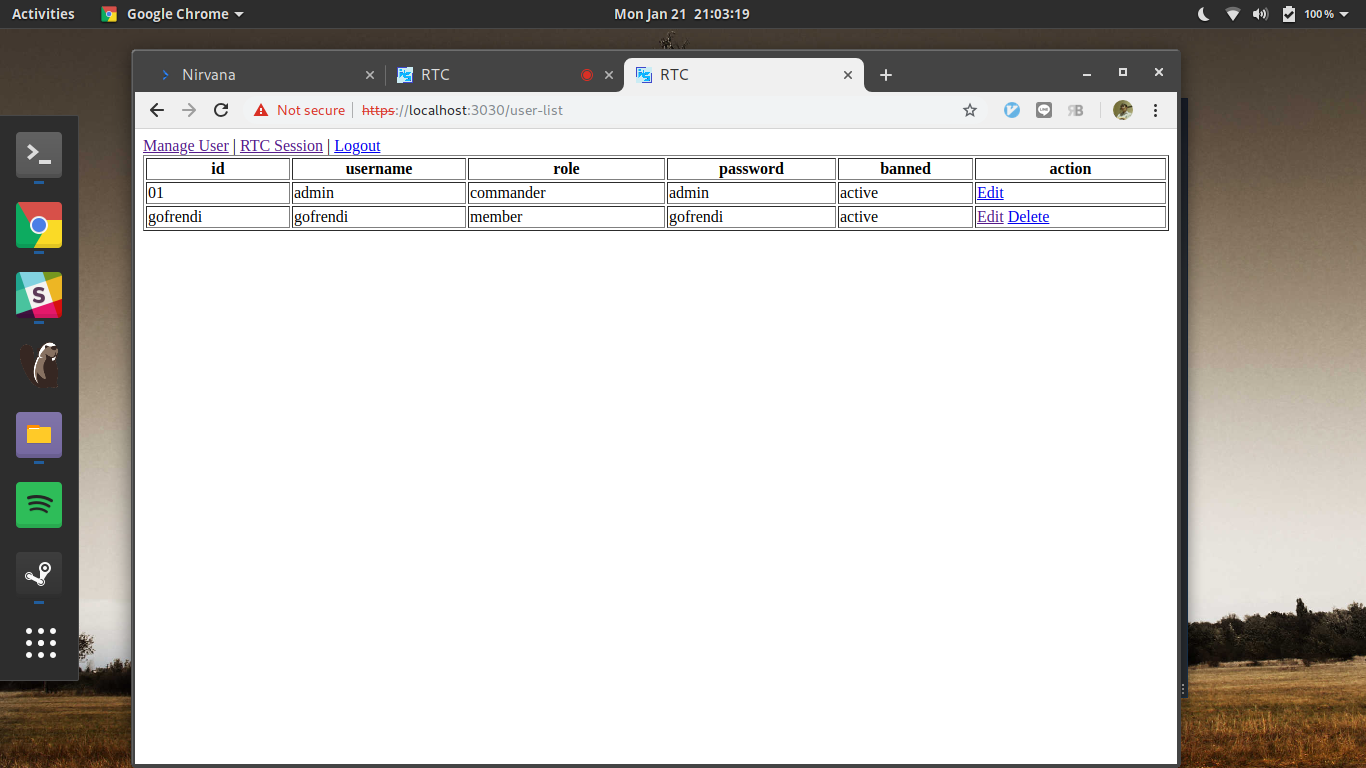 Activities Google Chrome Mon Jan 21 21:03:19 100 %
Nirvana RTC RTC
Not secure https://localhost:3030/user-list
Manage User | RTC Session | Logout
id username role password banned action
01 admin commander admin active Edit
gofrendi gofrendi member gofrendi active Edit Delete